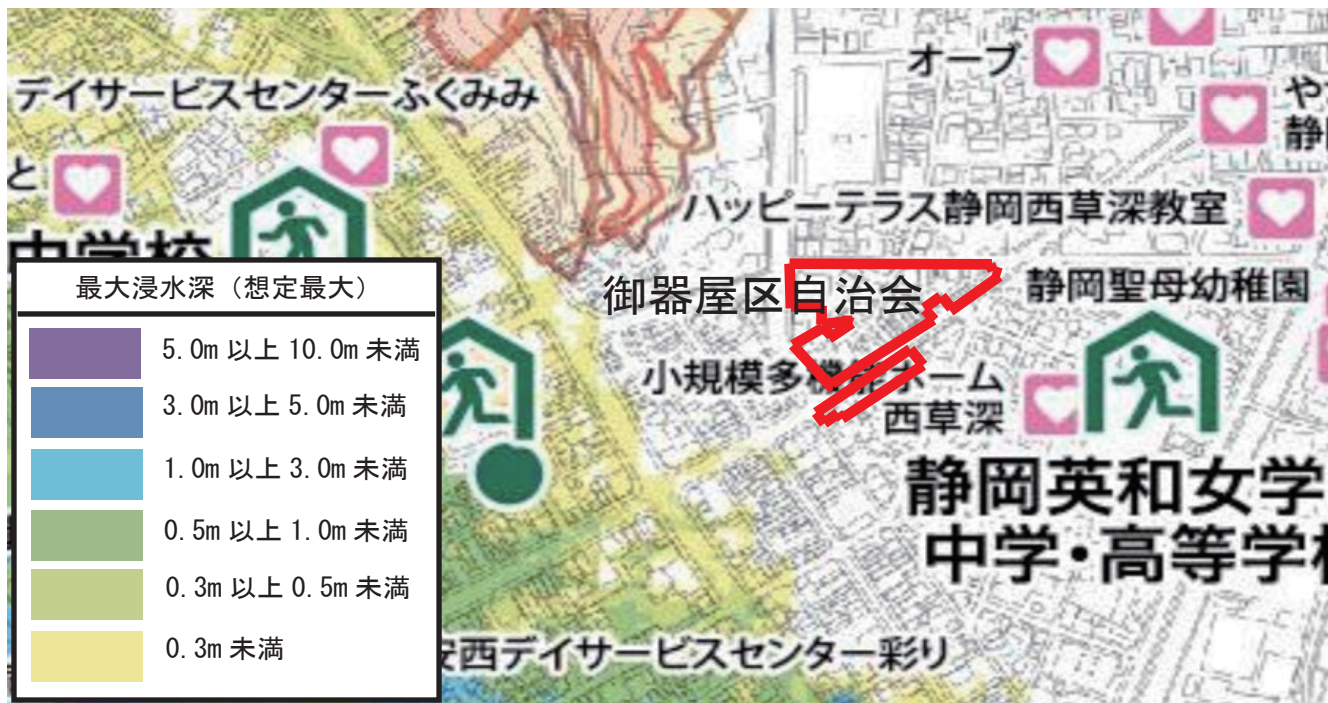 オーブ
デイサービスセンターふくみみ
や
静
と
ハッピーテラス静岡西草深教室
中学校
御器屋区自治会
静岡聖母幼稚園
最大浸水深（想定最大）
5.0m 以上 10.0m 未満
3.0m 以上 5.0m 未満
1.0m 以上 3.0m 未満
0.5m 以上 1.0m 未満
0.3m 以上 0.5m 未満
0.3m 未満
小規模多機能ホーム
西草深
静岡英和女学
中学・高等学校
安西デイサービスセンター彩り